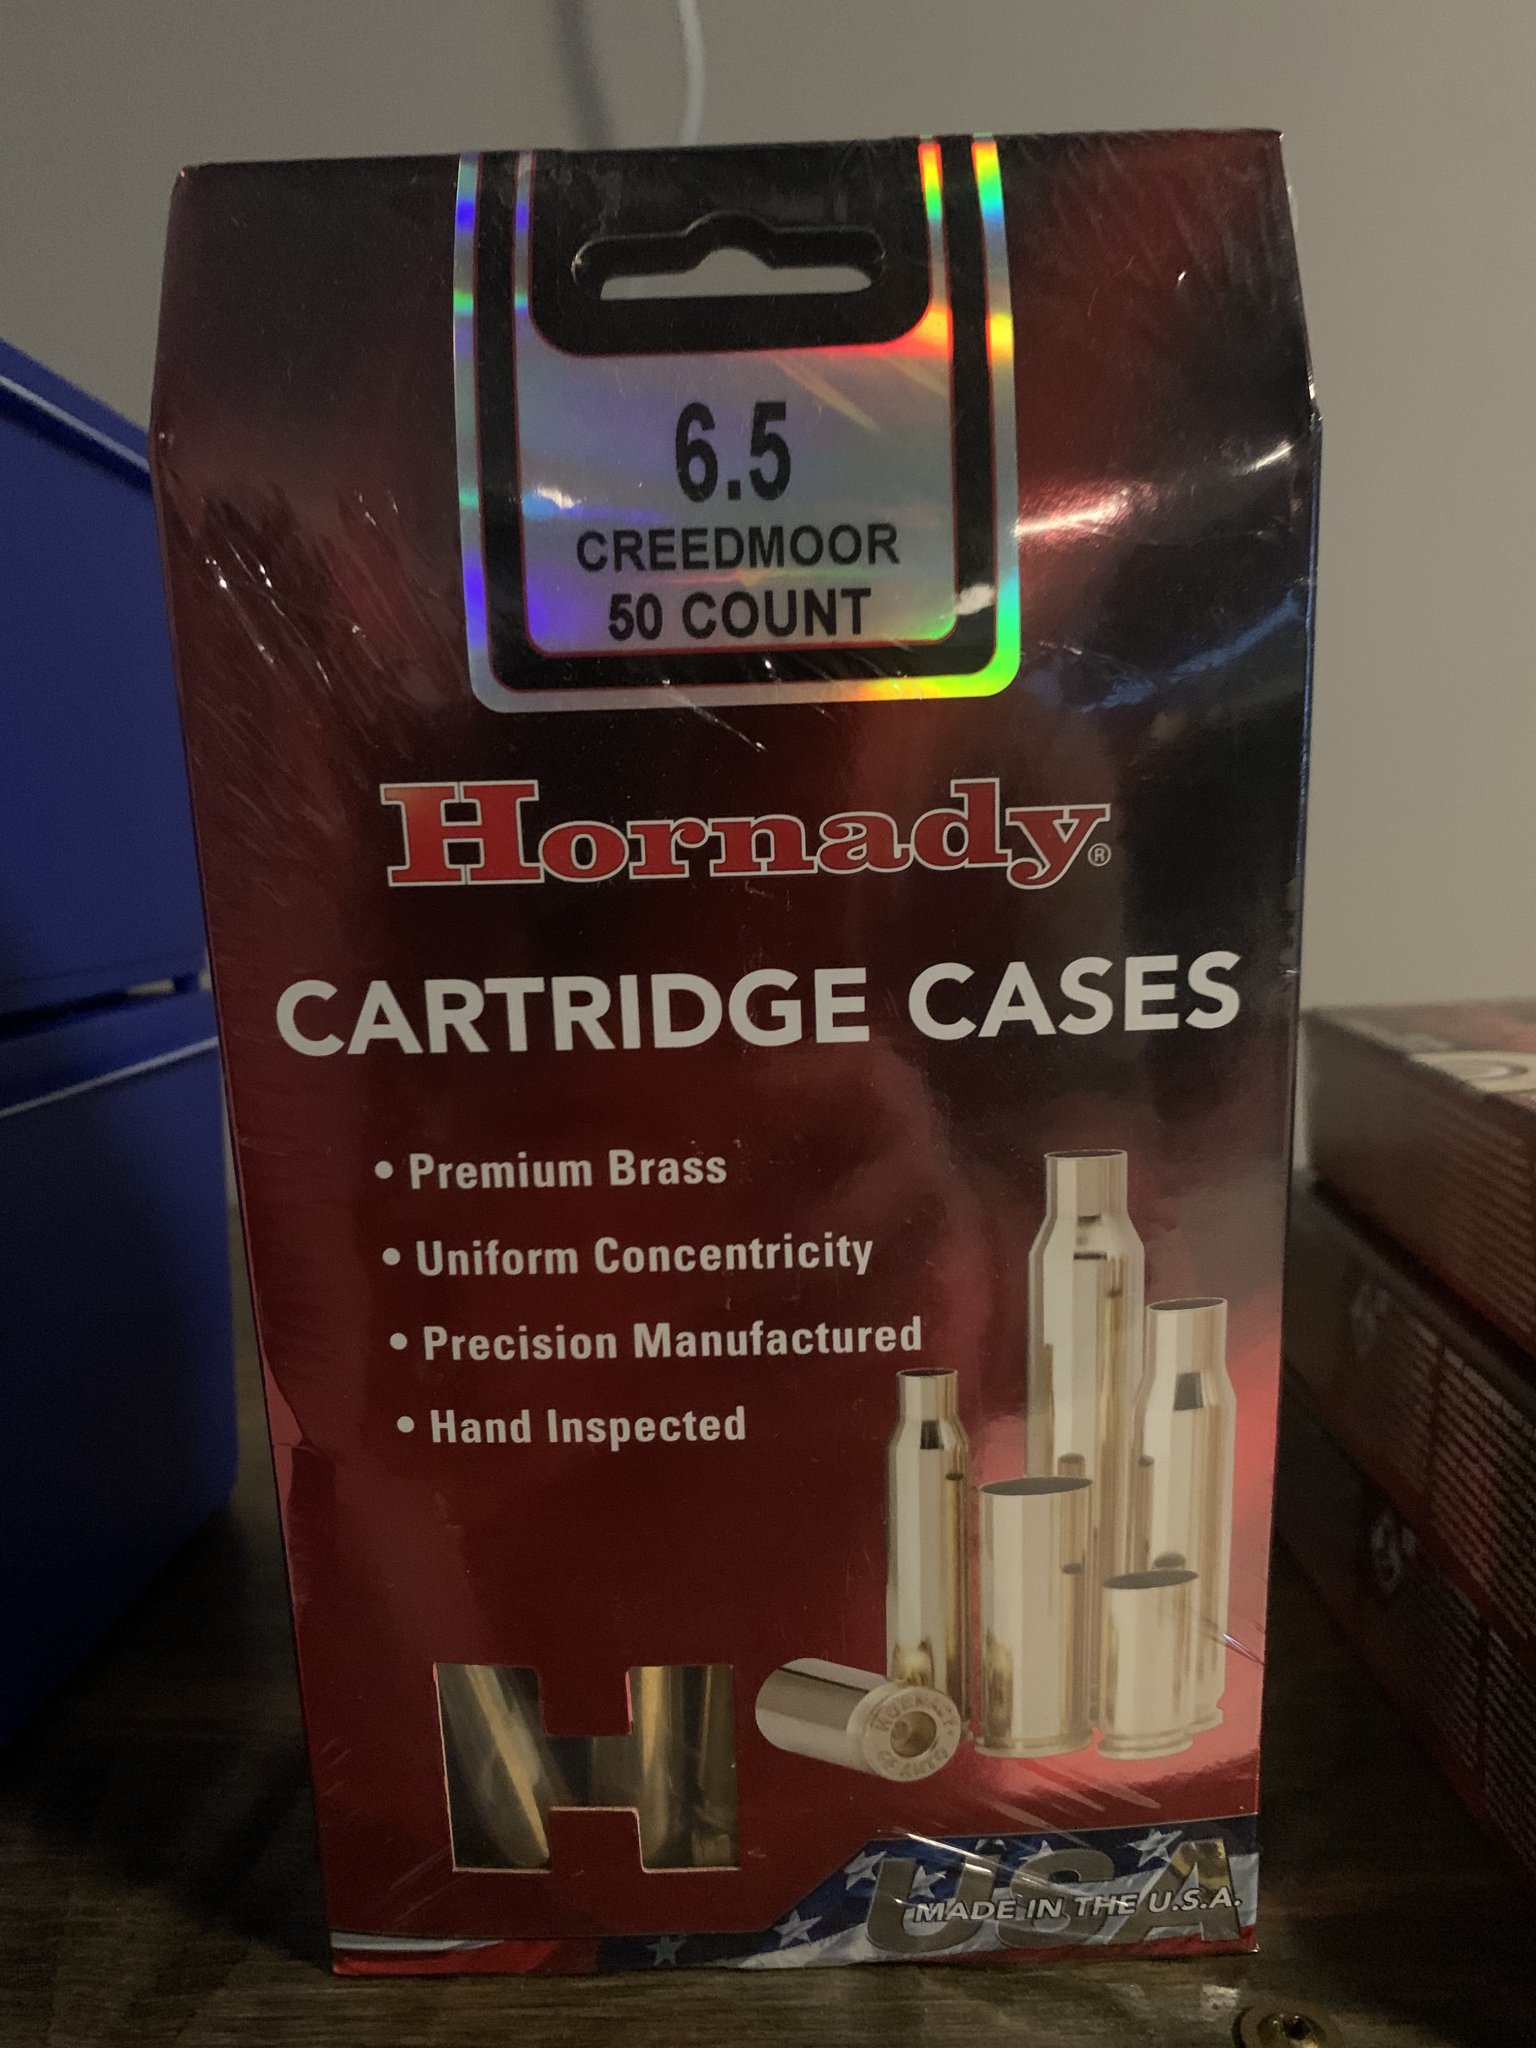 6.5
CREEDMOOR
50 COUNT
Hornady®
CARTRIDGE CASES
• Premium Brass
• Uniform Concentricity
• Precision Manufactured
• Hand Inspected
HORNADY
USA
MADE IN THE U.S.A.